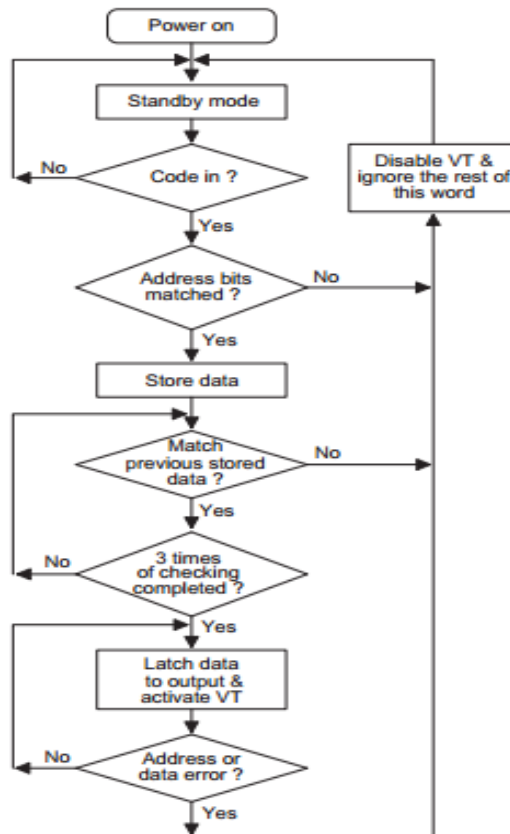 Power on
Standby mode
No
Code in ?
Disable VT &
ignore the rest of
this word
Yes
Address bits
matched ?
No
Yes
Store data
Match
previous stored
data ?
No
Yes
No
3 times
of checking
completed ?
Yes
Latch data
to output &
activate VT
No
Address or
data error ?
Yes